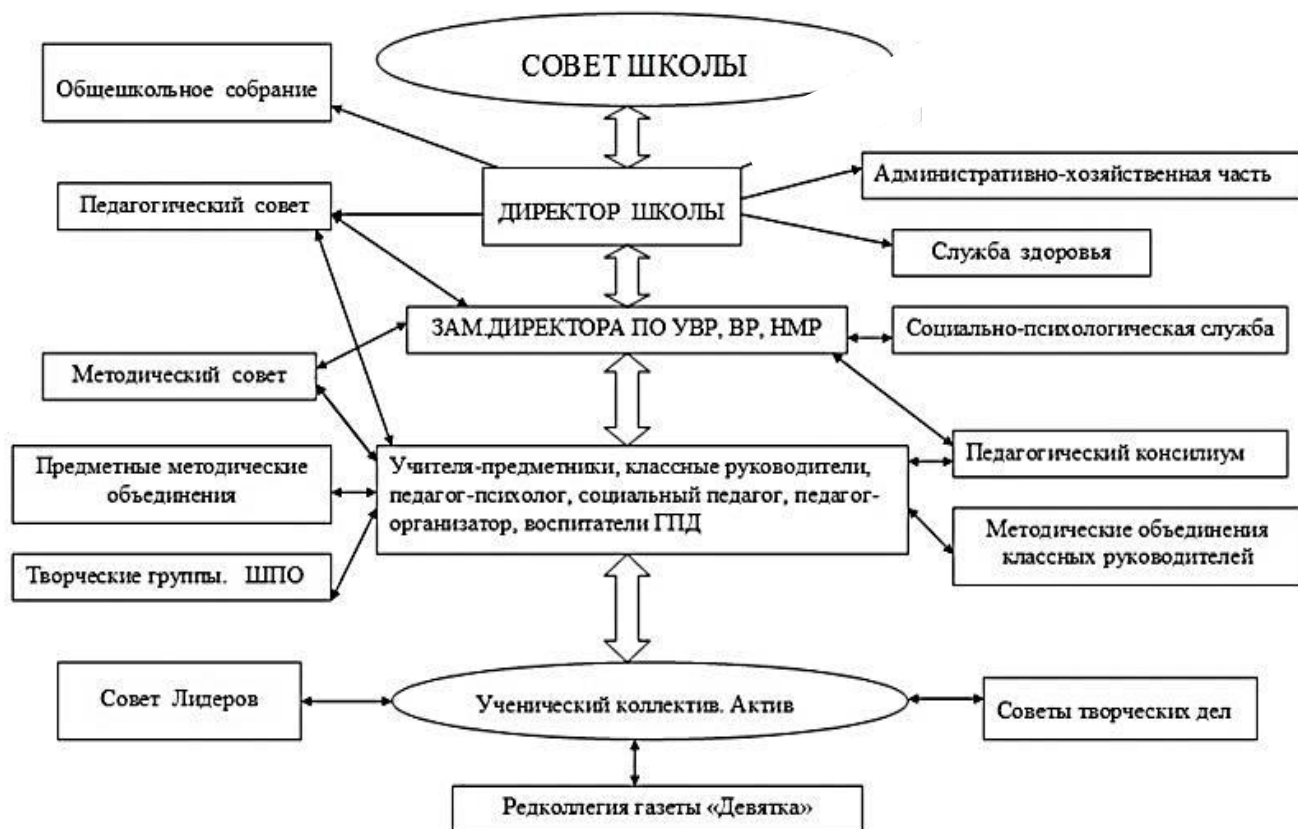 СОВЕТ ШКОЛЫ
Общешкольное собрание
Административно-хозяйственная часть
Педагогический совет
ДИРЕКТОР ШКОЛЫ
Служба здоровья
ЗАМ.ДИРЕКТОРА ПО УВР, ВР, НМР
Социально-психологическая служба
Методический совет
Предметные методические
объединения
Учителя-предметники, классные руководители,
педагог-психолог, социальный педагог, педагог-
организатор, воспитатели ГПД
Педагогический консилиум
Методические объединения
классных руководителей
Творческие группы. ШПО
Совет Лидеров
Ученический коллектив. Актив
Советы творческих дел
Редколлегия газеты «Девятка»